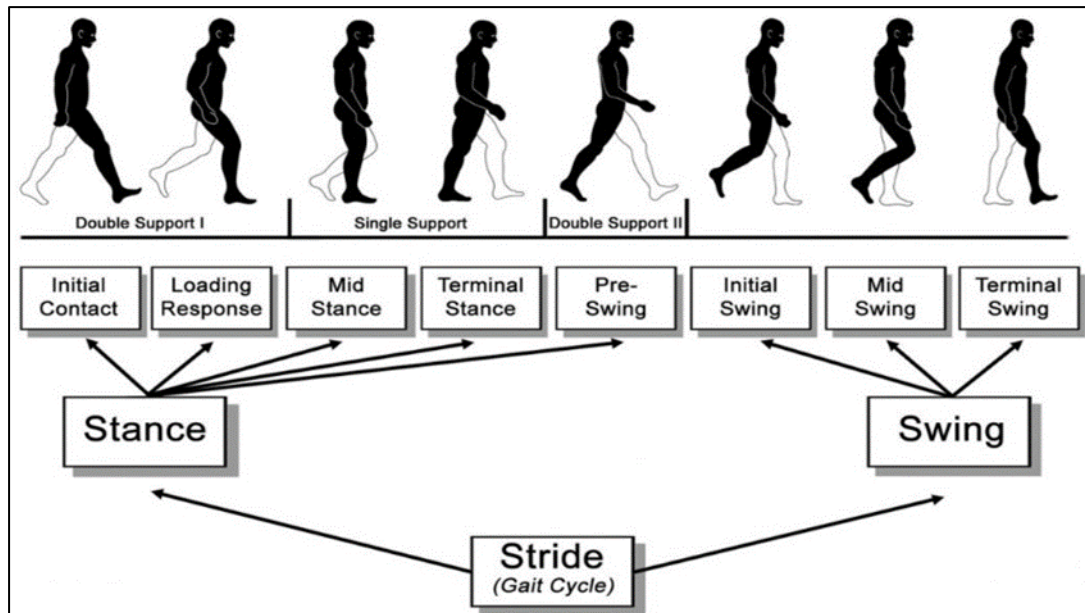 Double Support I
Single Support
Double Support II
Initial
Contact
Loading
Response
Mid
Stance
Terminal
Stance
Pre-
Swing
Initial
Swing
Mid
Swing
Terminal
Swing
Stance
Swing
Stride
(Gait Cycle)